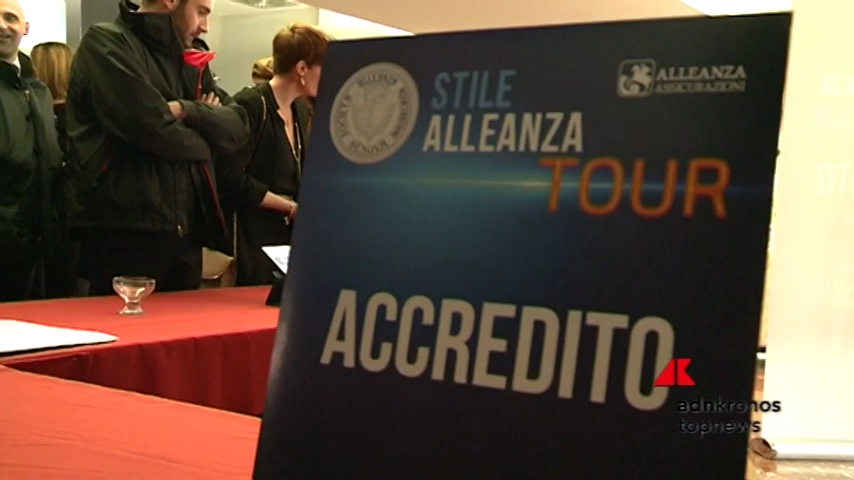 STILE
ALLEANZA
TOUR
ALLEANZA
ASSICURAZIONI
ACCREDITO
adnkronos
topnews